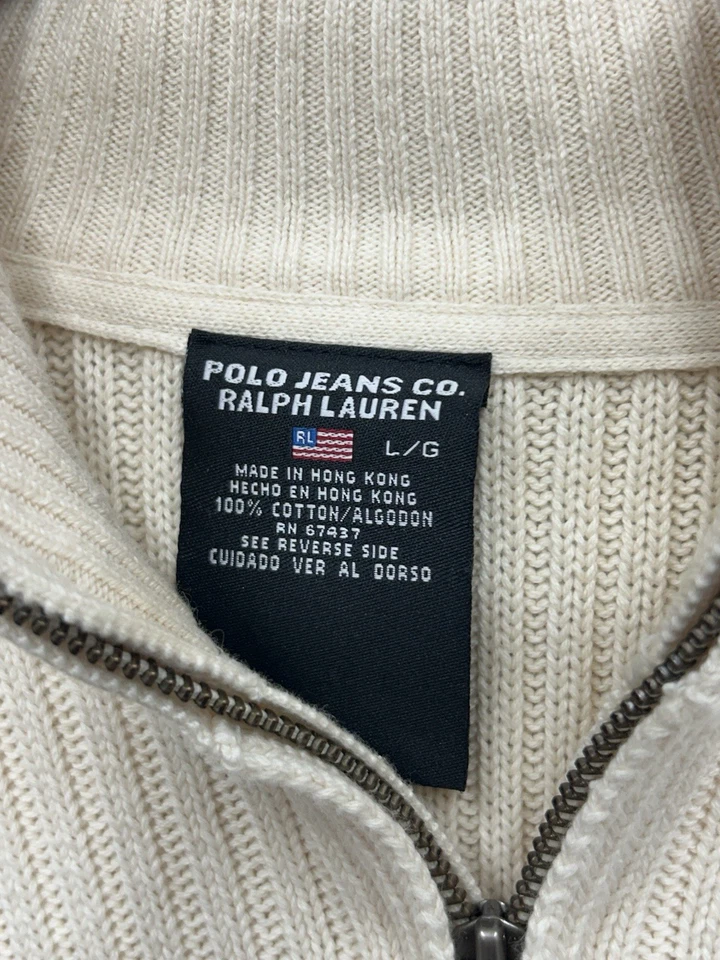 POLO JEANS CO.
RALPH LAUREN
RL L/G
MADE IN HONG KONG
HECHO EN HONG KONG
100% COTTON/ALGODON
RN 67437
SEE REVERSE SIDE
CUIDADO VER AL DORSO